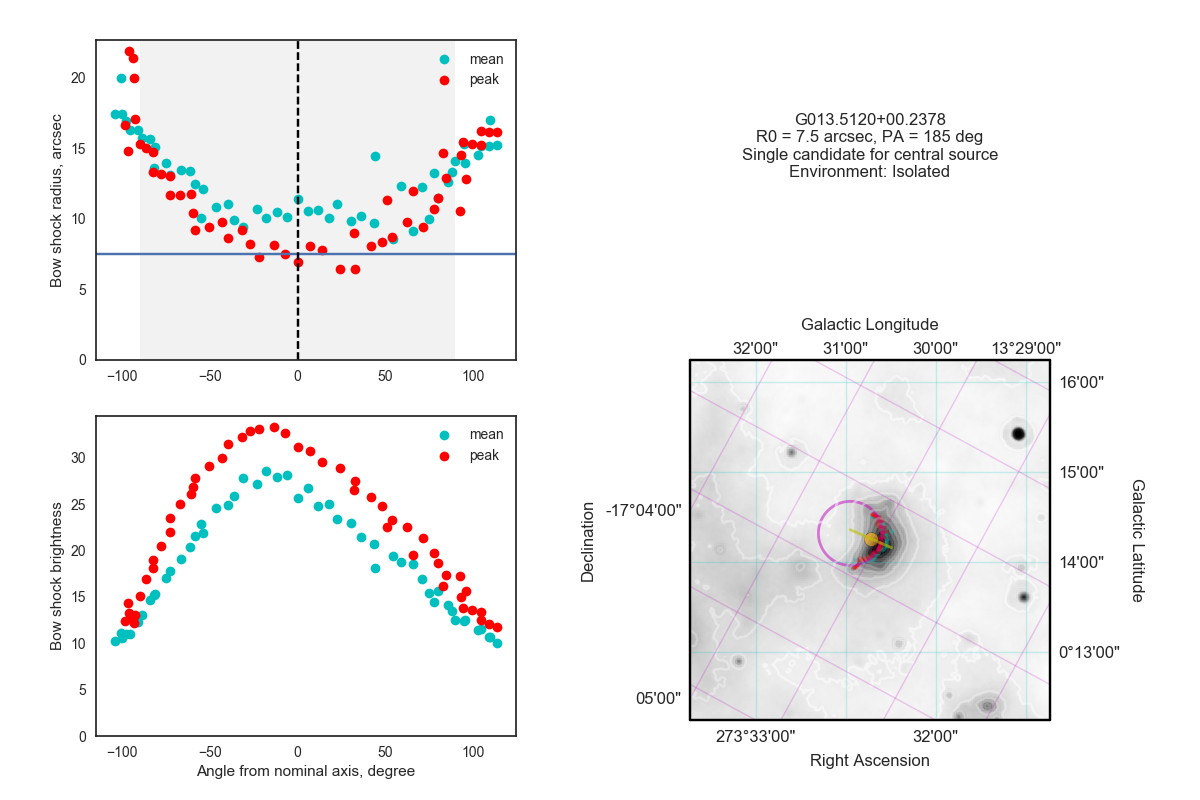 20
15
10
5
0
Bow shock radius, arcsec
mean
peak
−100
−50
0
50
100
30
25
20
15
10
5
0
Bow shock brightness
mean
peak
−100
−50
0
50
100
Angle from nominal axis, degree
G013.5120+00.2378
R0 = 7.5 arcsec, PA = 185 deg
Single candidate for central source
Environment: Isolated
Galactic Longitude
32'00" 31'00" 30'00" 13°29'00"
16'00"
15'00"
14'00"
0°13'00"
Galactic Latitude
-17°04'00"
05'00"
Declination
273°33'00" 32'00"
Right Ascension